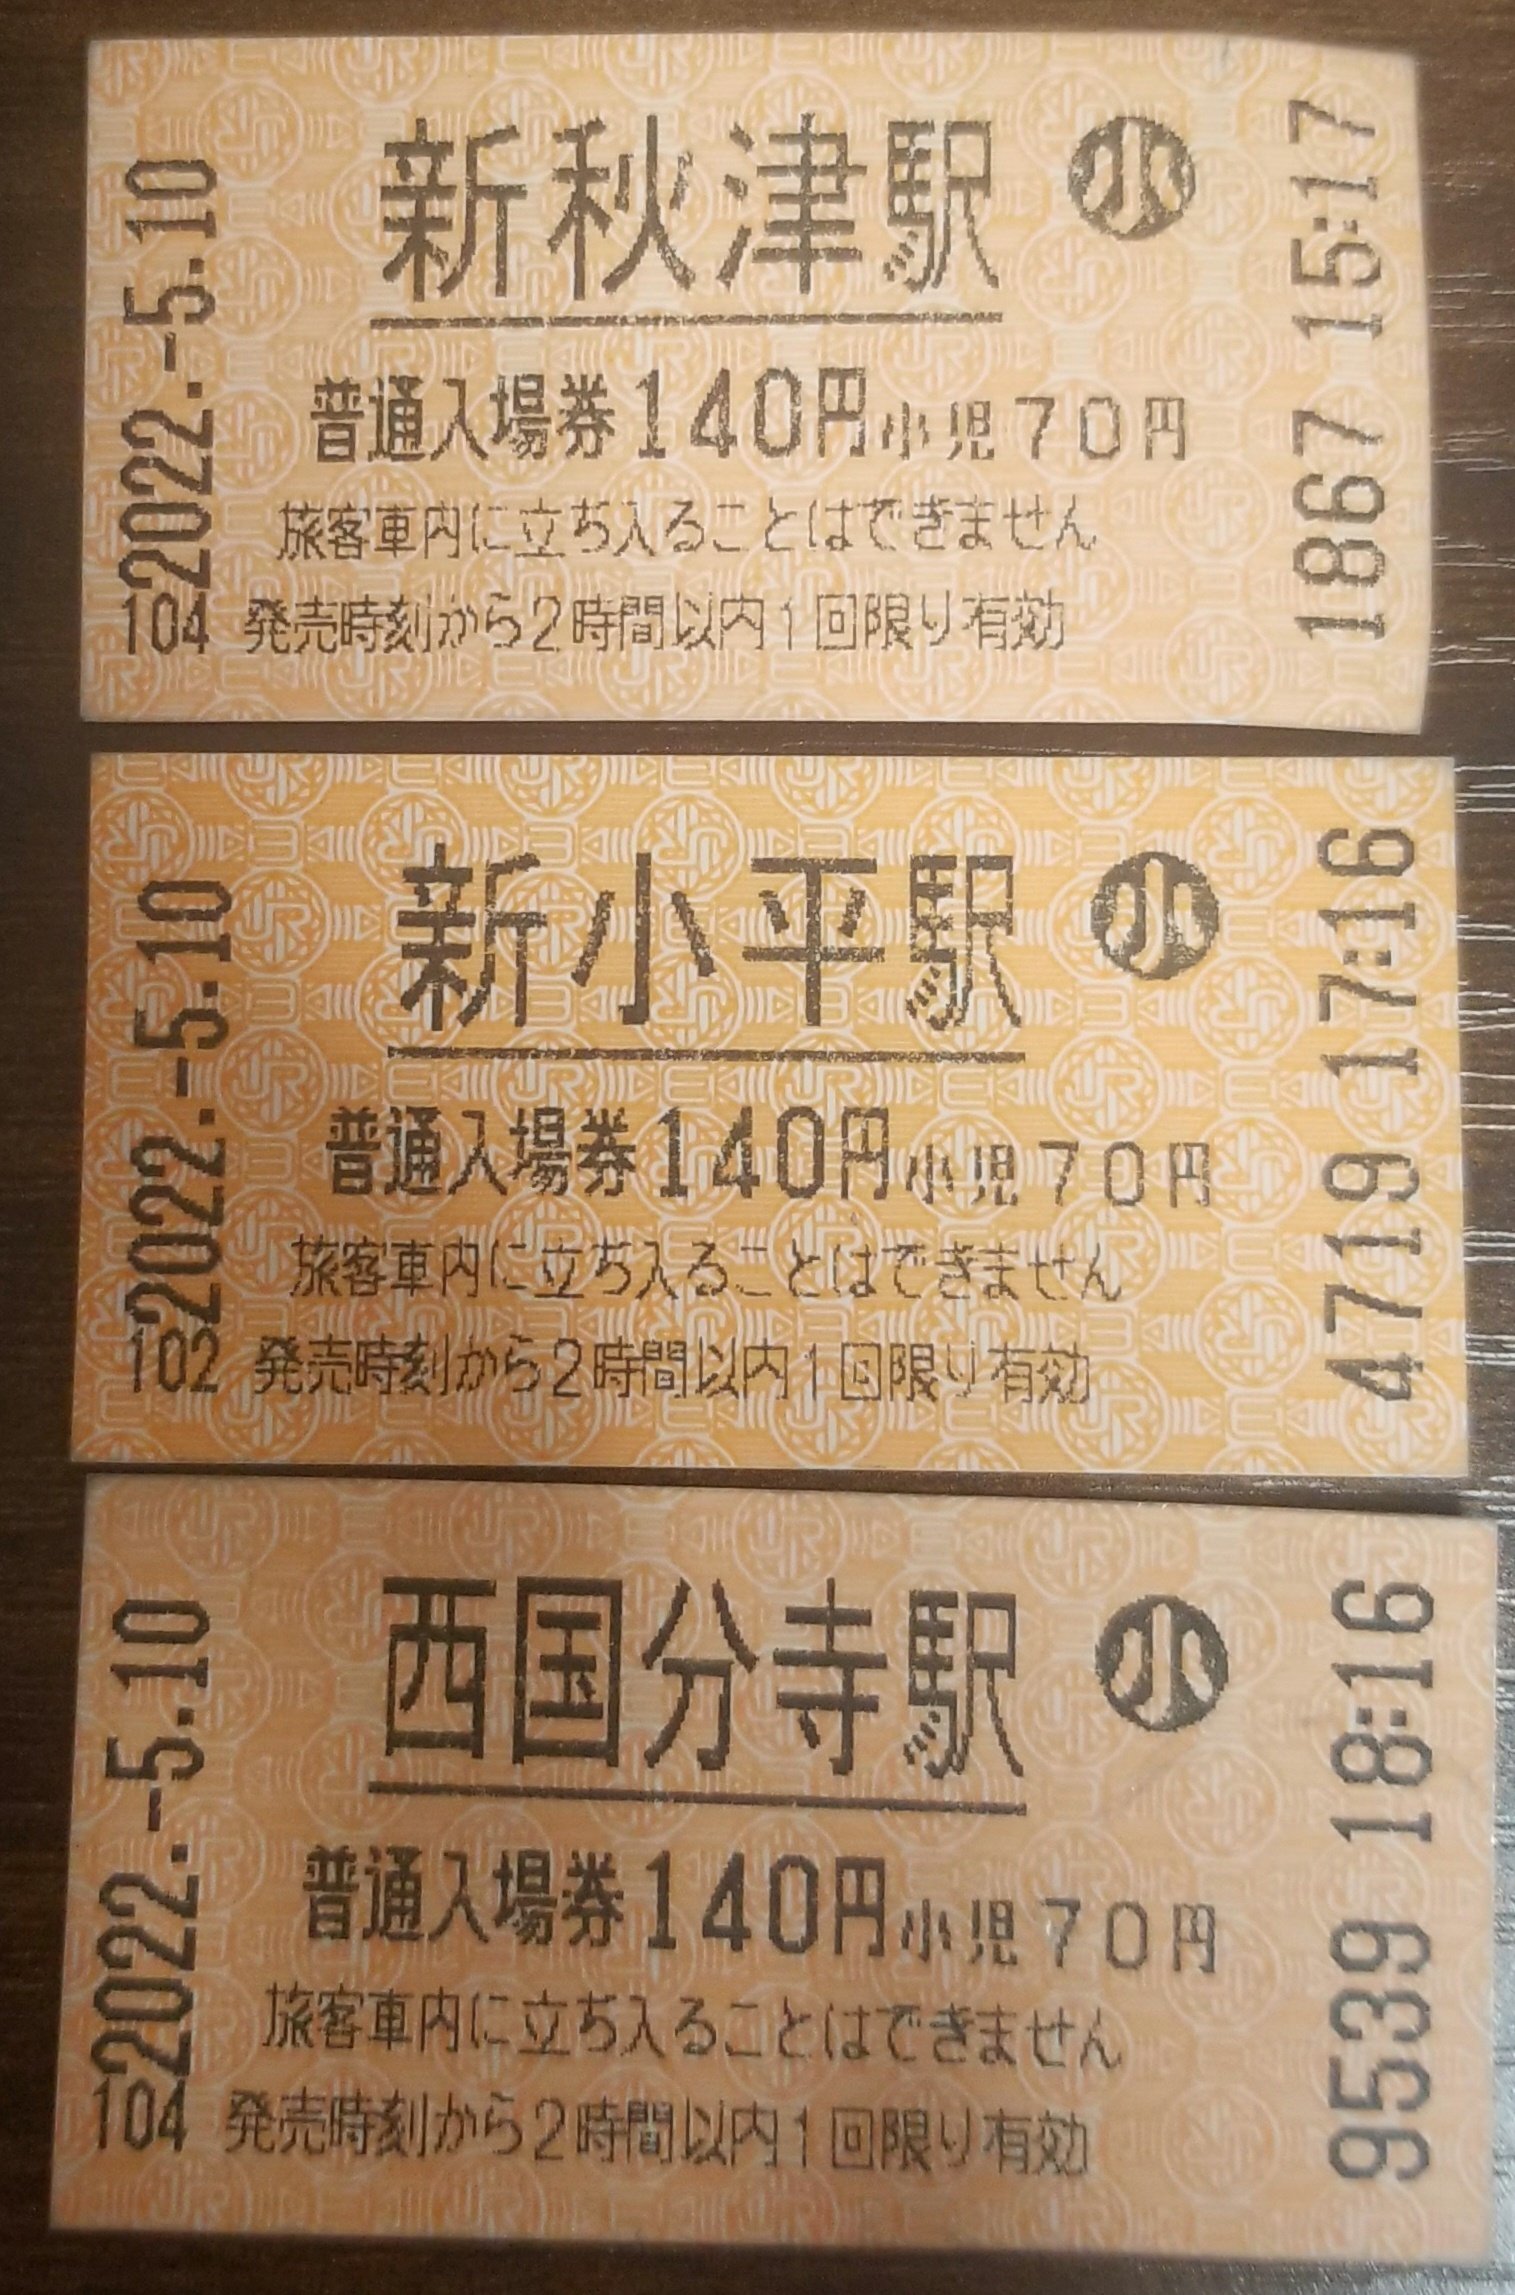 新秋津駅 小
普通入場券140円 小児70円
旅客車内に立ち入ることはできません
発売時刻から2時間以内1回限り有効
2022.-5.10
104
1867 15:17
新小平駅 小
普通入場券140円 小児70円
旅客車内に立ち入ることはできません
発売時刻から2時間以内1回限り有効
2022.-5.10
102
4719 17:16
西国分寺駅 小
普通入場券140円 小児70円
旅客車内に立ち入ることはできません
発売時刻から2時間以内1回限り有効
2022.-5.10
104
9539 18:16